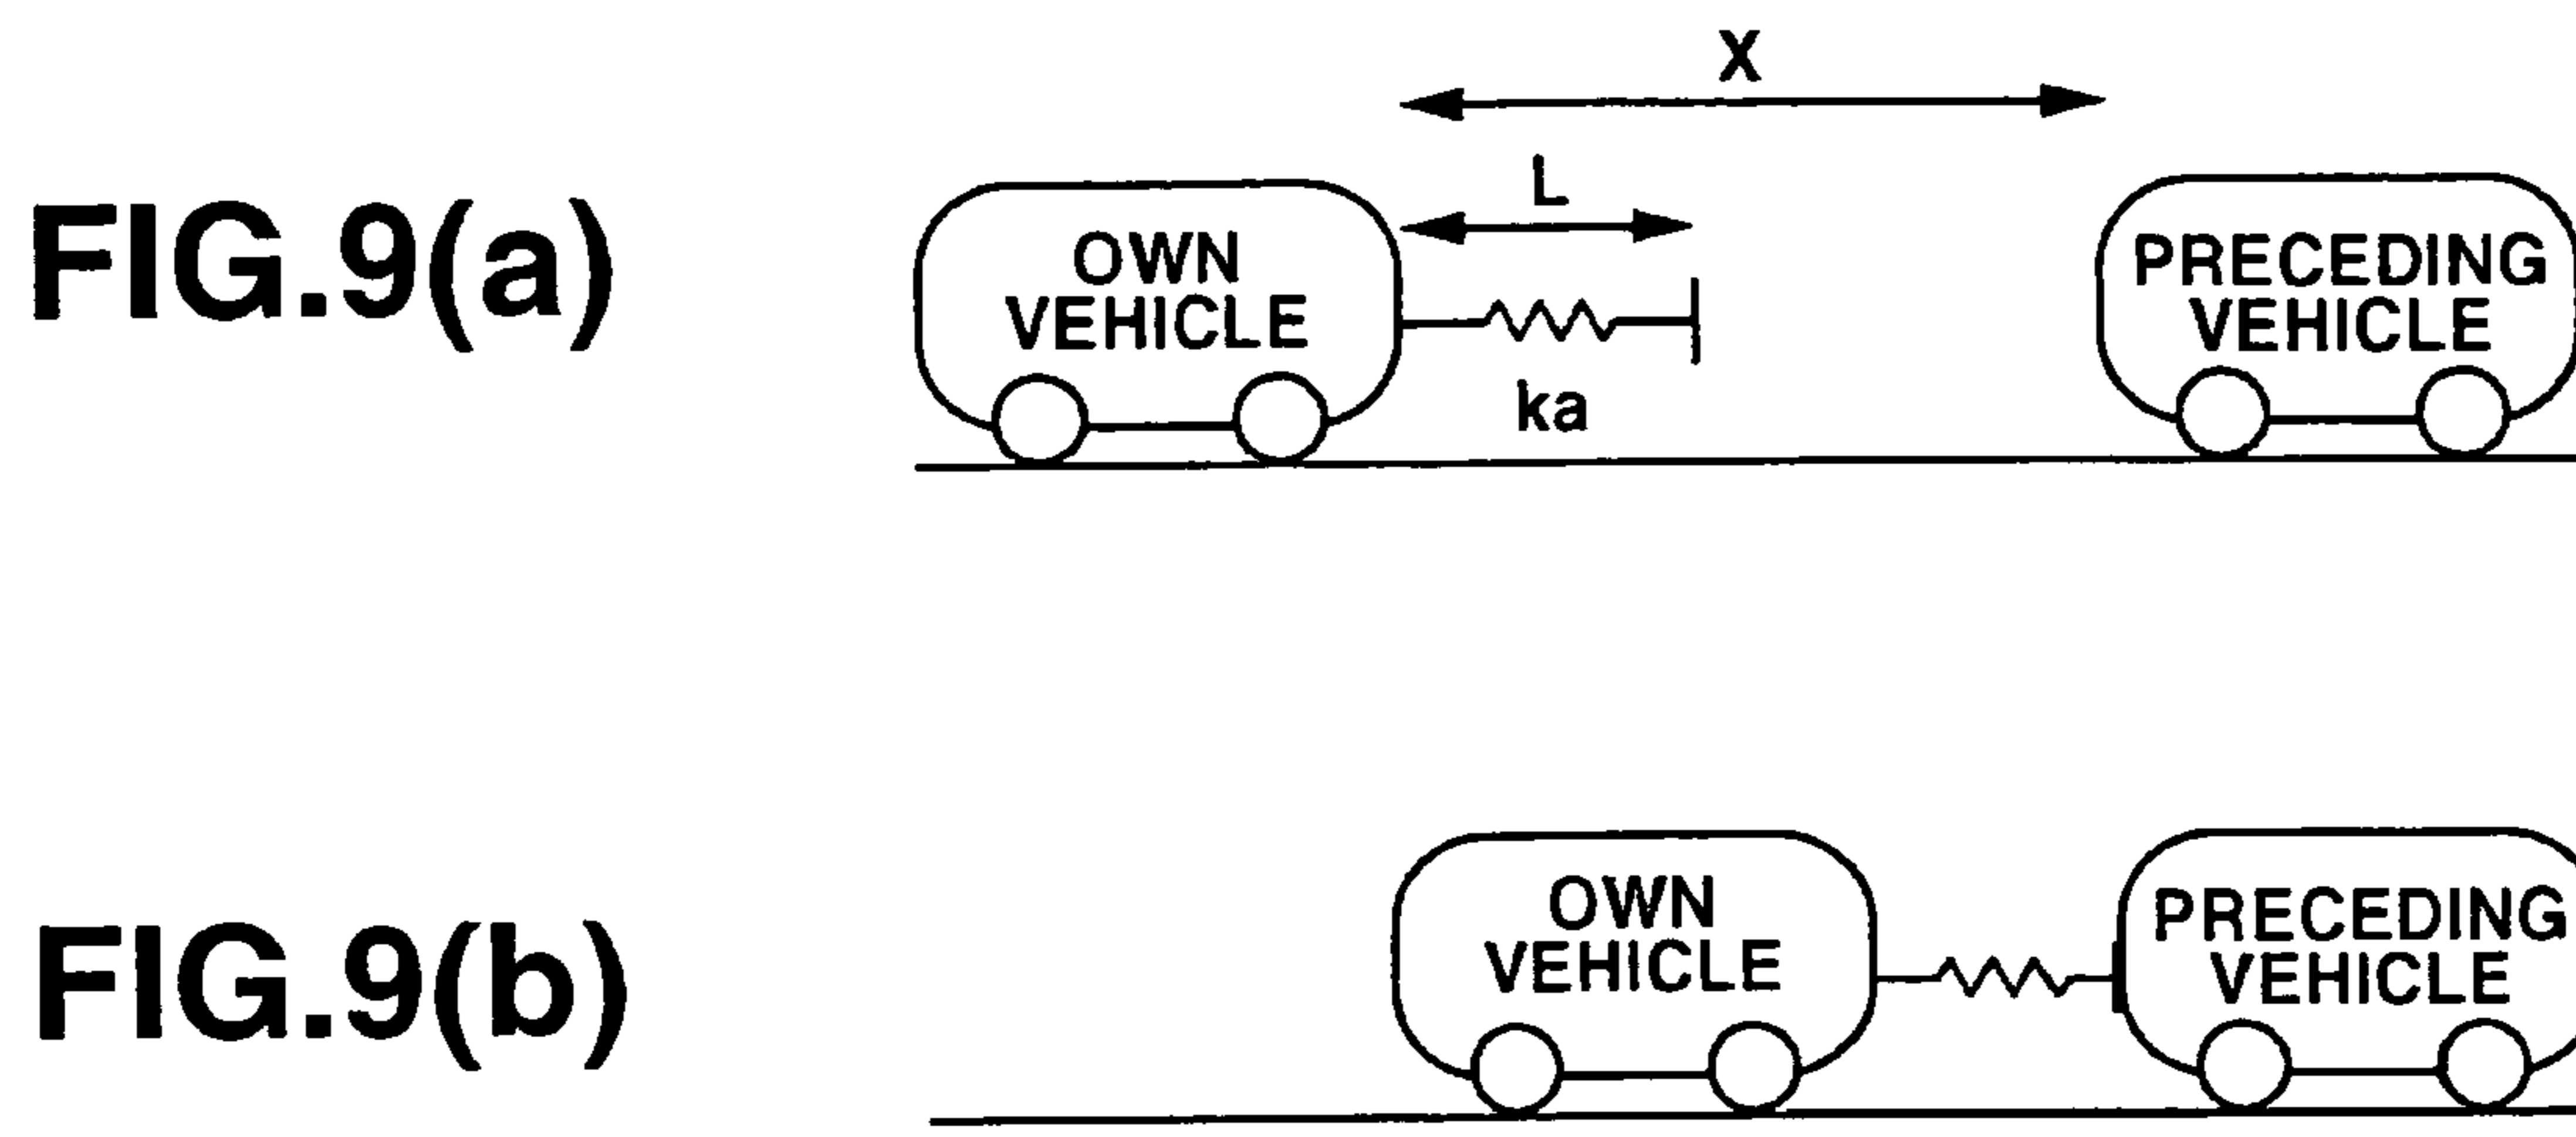 X
L
FIG.9(a)
OWN
VEHICLE
PRECEDING
VEHICLE
ka
FIG.9(b)
OWN
VEHICLE
PRECEDING
VEHICLE